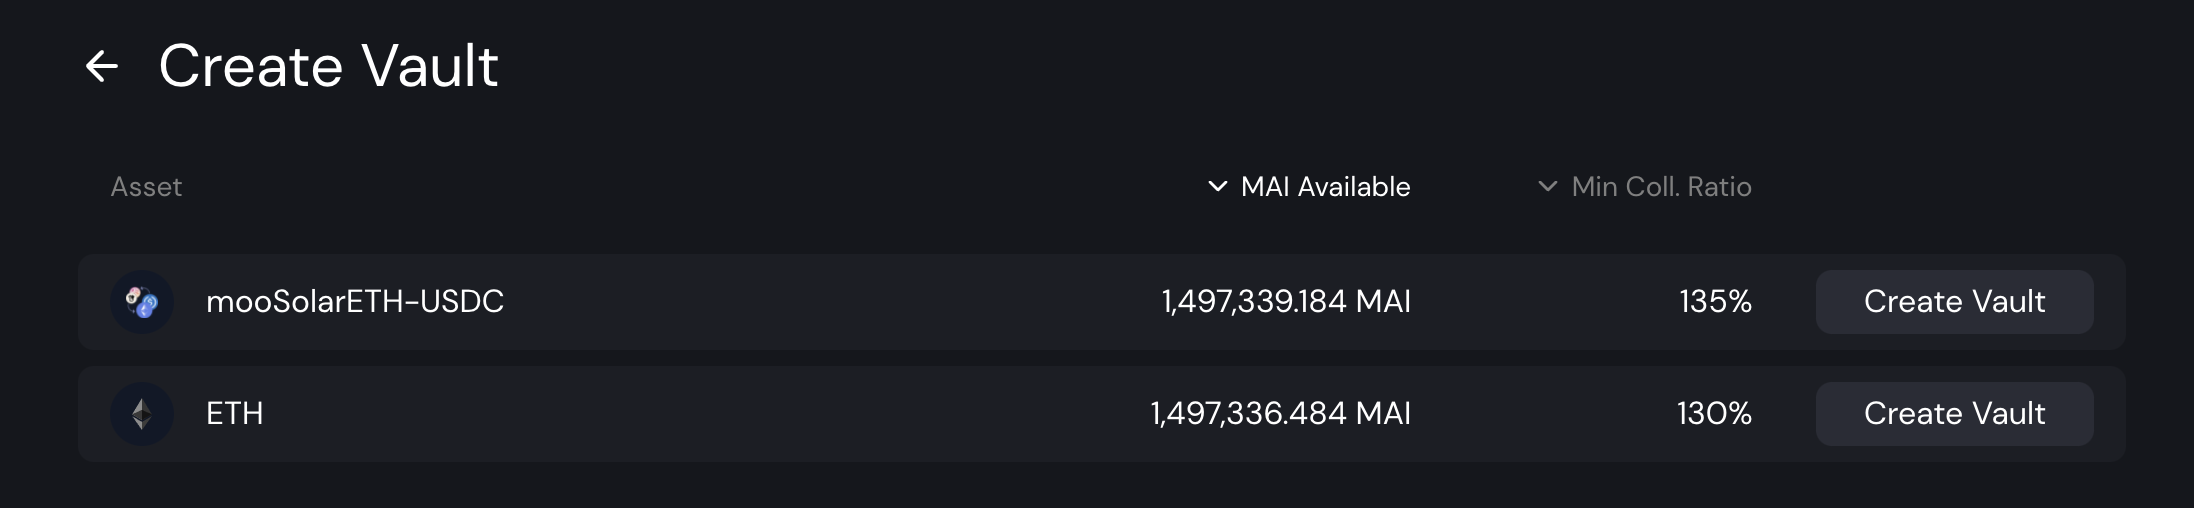 Create Vault
Asset MAI Available Min Coll. Ratio
mooSolarETH-USDC 1,497,339.184 MAI 135% Create Vault
ETH 1,497,336.484 MAI 130% Create Vault